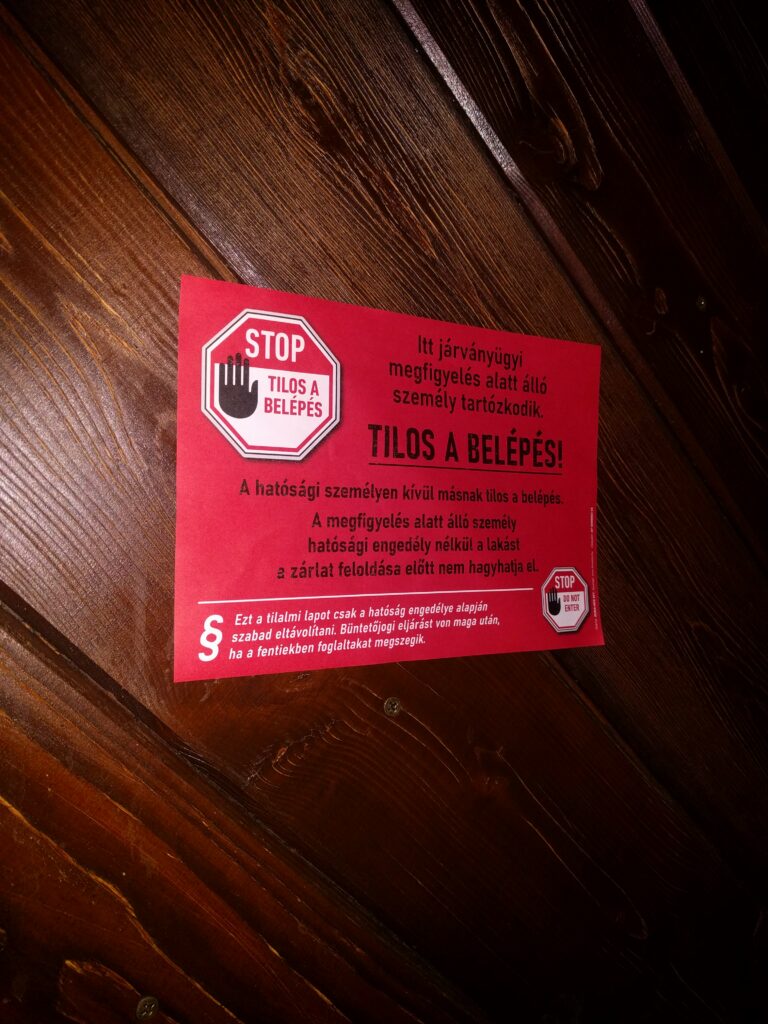 STOP
TILOS A
BELÉPÉS
Itt járványügyi
megfigyelés alatt álló
személy tartózkodik.
TILOS A BELÉPÉS!
A hatósági személyen kívül másnak tilos a belépés.
A megfigyelés alatt álló személy
hatósági engedély nélkül a lakást
a zárlat feloldása előtt nem hagyhatja el.
STOP
DO NOT
ENTER
§ Ezt a tilalmi lapot csak a hatóság engedélye alapján
szabad eltávolítani. Büntetőjogi eljárást von maga után,
ha a fentiekben foglaltakat megszegik.